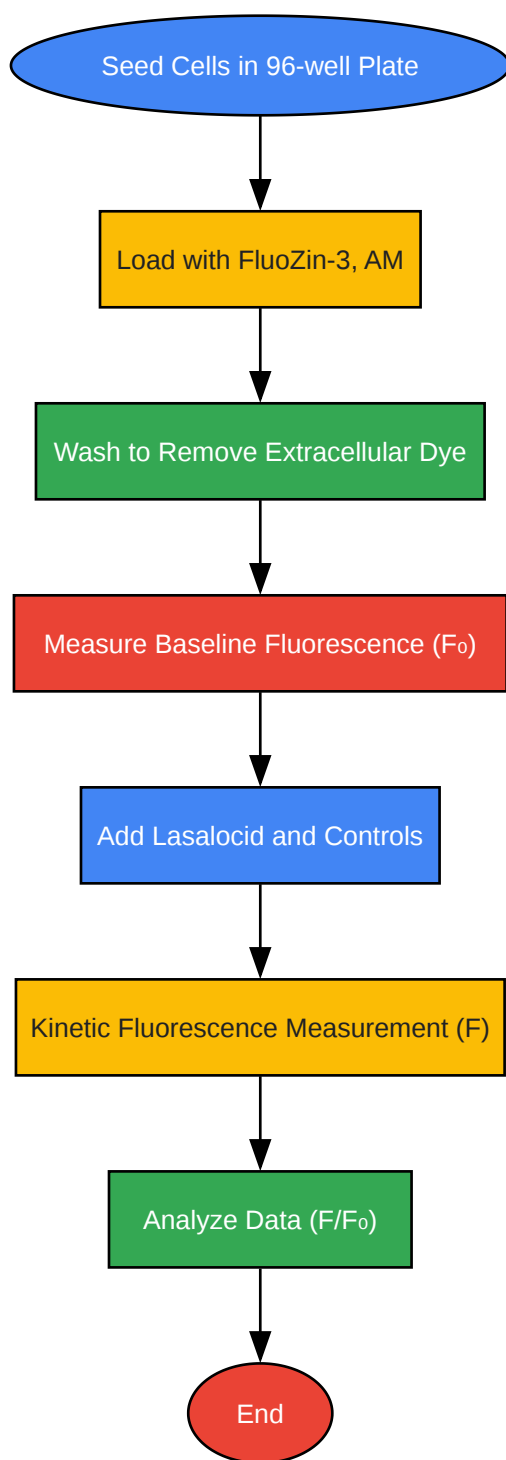 Seed Cells in 96-well Plate
Load with FluoZin-3, AM
Wash to Remove Extracellular Dye
Measure Baseline Fluorescence (F₀)
Add Lasalocid and Controls
Kinetic Fluorescence Measurement (F)
Analyze Data (F/F₀)
End